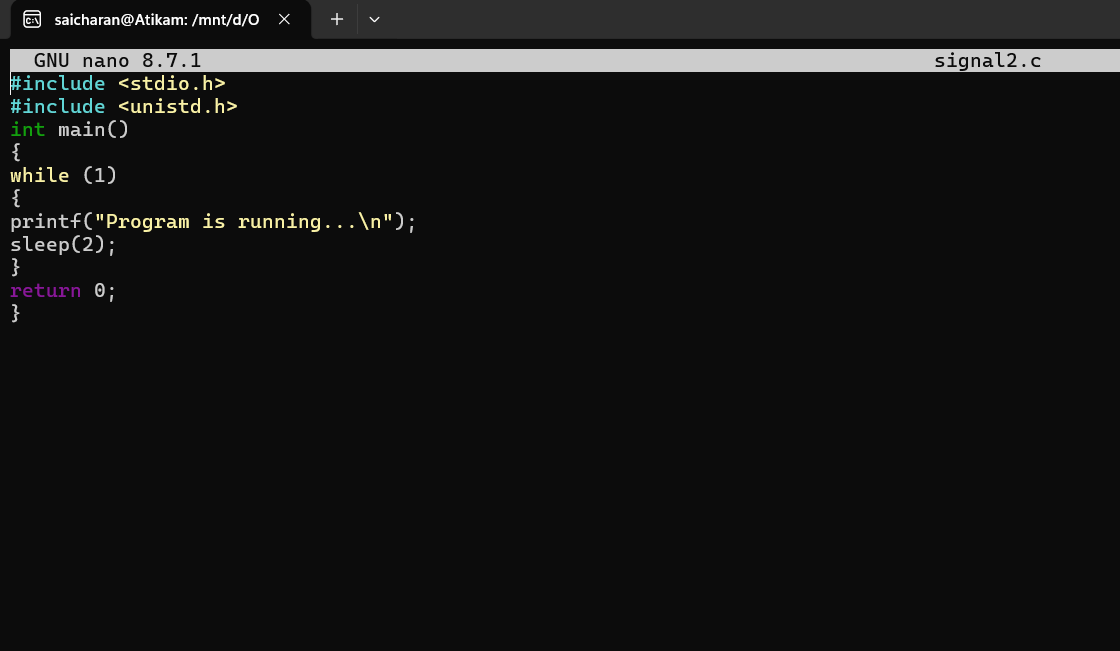 saicharan@Atikam: /mnt/d/O
GNU nano 8.7.1 signal2.c
#include <stdio.h>
#include <unistd.h>
int main()
{
while (1)
{
printf("Program is running...\n");
sleep(2);
}
return 0;
}